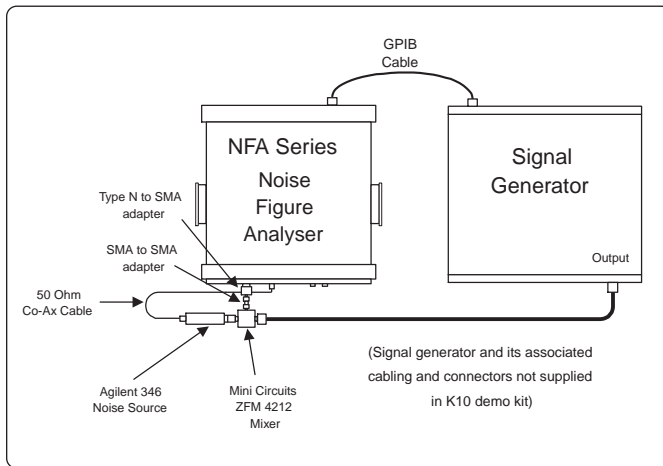 GPIB
Cable
NFA Series
Noise
Figure
Analyser
Signal
Generator
Output
Type N to SMA
adapter
SMA to SMA
adapter
50 Ohm
Co-Ax Cable
Agilent 346
Noise Source
Mini Circuits
ZFM 4212
Mixer
(Signal generator and its associated
cabling and connectors not supplied
in K10 demo kit)